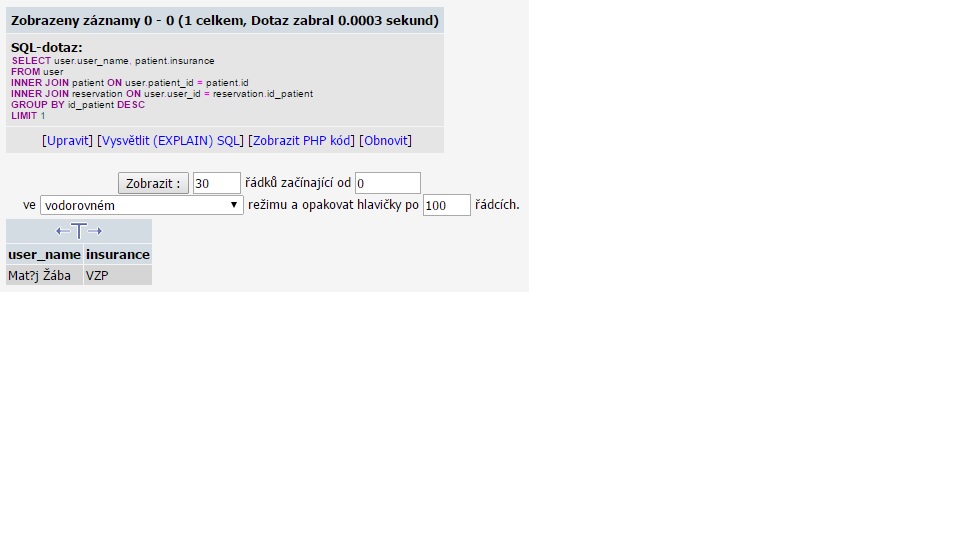 Zobrazeny záznamy 0 - 0 (1 celkem, Dotaz zabral 0.0003 sekund)
SQL-dotaz:
SELECT user.user_name, patient.insurance
FROM user
INNER JOIN patient ON user.patient_id = patient.id
INNER JOIN reservation ON user.user_id = reservation.id_patient
GROUP BY id_patient DESC
LIMIT 1
[Upravit] [Vysvětlit (EXPLAIN) SQL] [Zobrazit PHP kód] [Obnovit]
Zobrazit : 30 řádků začínající od 0
ve vodorovném režimu a opakovat hlavičky po 100 řádcích.
user_name insurance
Mat?j Žába VZP